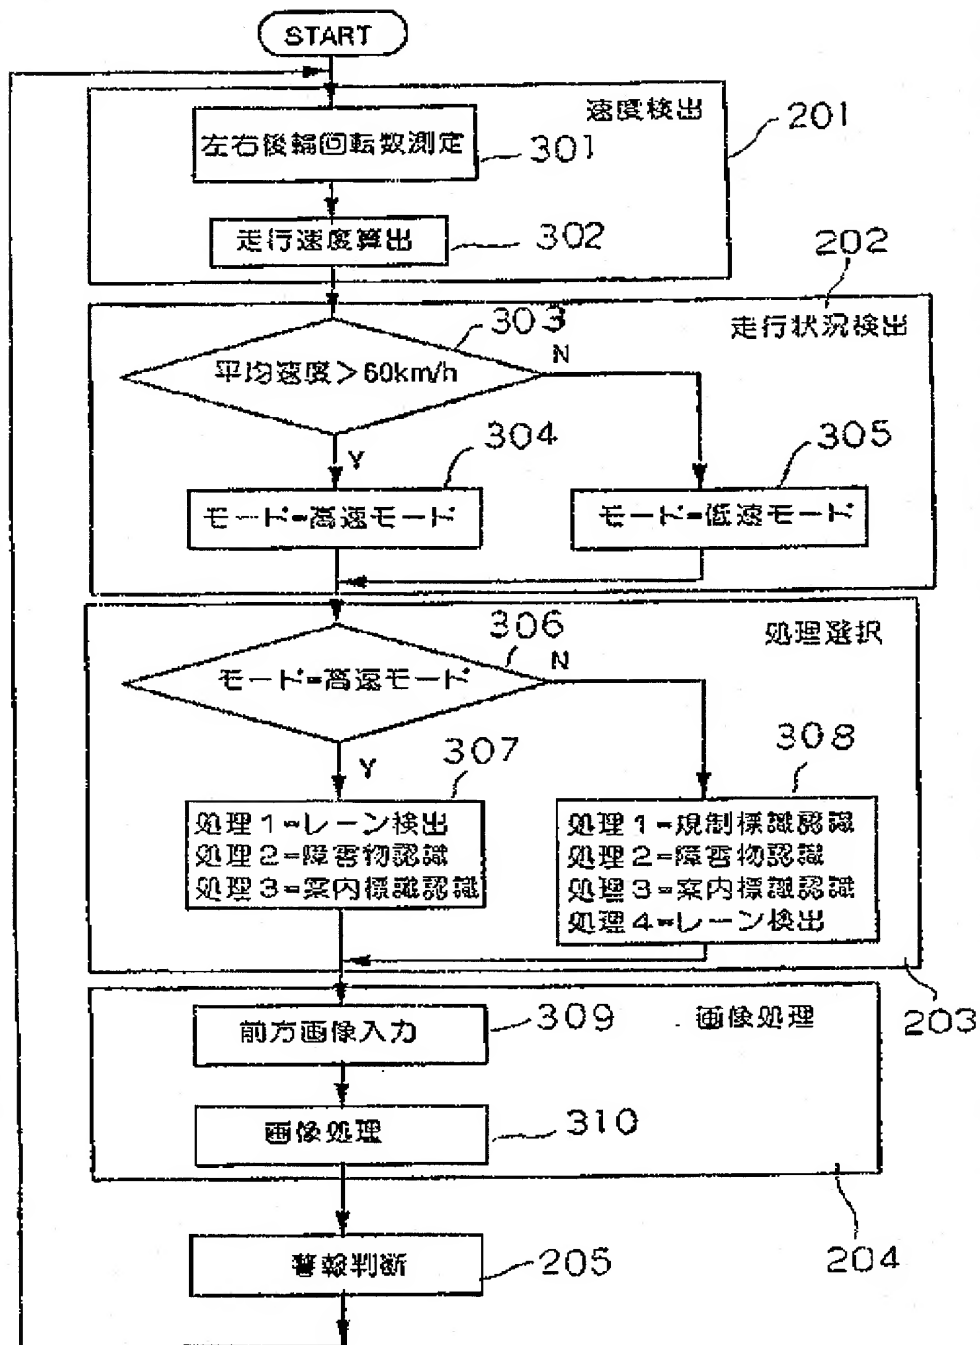 START
速度検出
201
左右後輪回転数測定
301
走行速度算出
302
202
走行状況検出
303
平均速度>60km/h
N
Y
304
305
モード=高速モード
モード=低速モード
処理選択
306
モード=高速モード
N
Y
307
308
処理1=レーン検出
処理2=障害物認識
処理3=案内標識認識
処理1=規制標識認識
処理2=障害物認識
処理3=案内標識認識
処理4=レーン検出
203
前方画像入力
309
画像処理
画像処理
310
204
警報判断
205